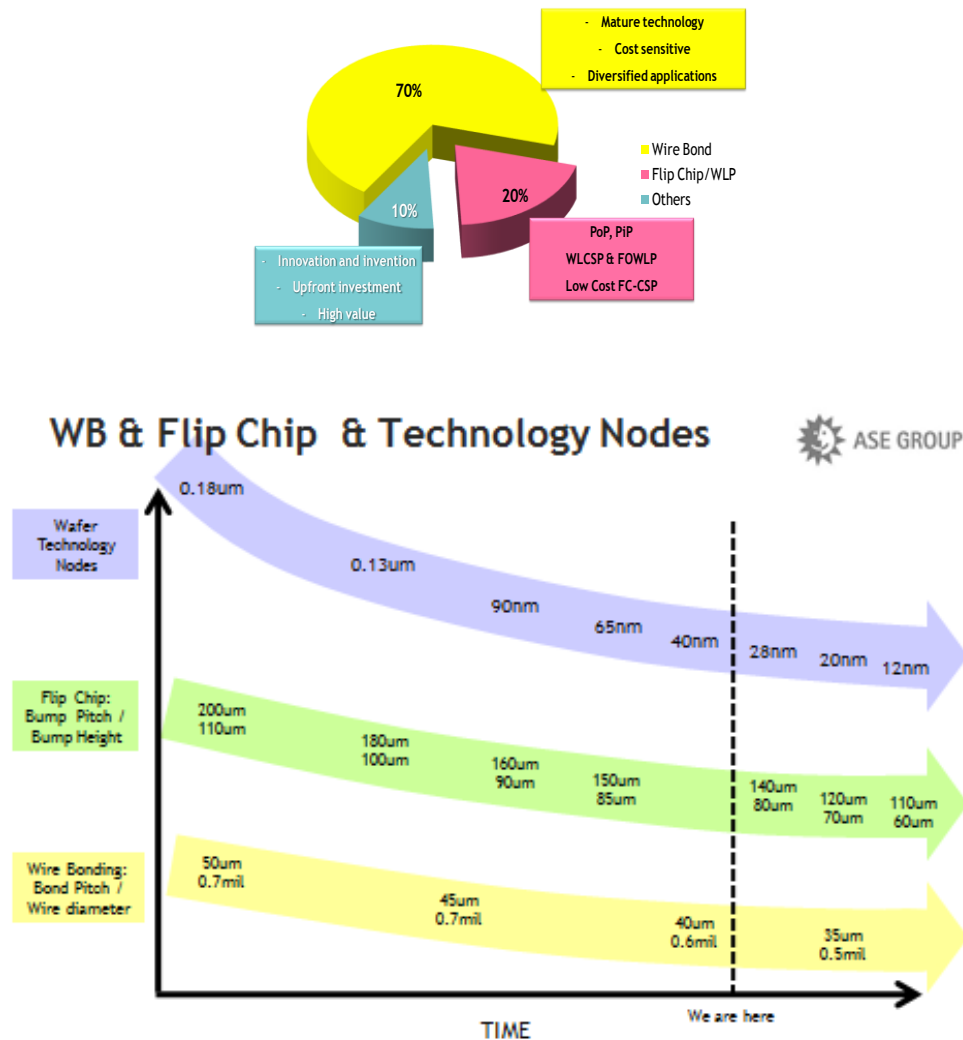 - Mature technology
- Cost sensitive
- Diversified applications
70%
Wire Bond
Flip Chip/WLP
Others
20%
10%
PoP, PiP
WLCSP & FOWLP
Low Cost FC-CSP
- Innovation and invention
- Upfront investment
- High value
WB & Flip Chip & Technology Nodes
ASE GROUP
0.18um
Wafer
Technology
Nodes
0.13um
90nm
65nm
40nm
28nm
20nm
12nm
Flip Chip:
Bump Pitch /
Bump Height
200um
110um
180um
100um
160um
90um
150um
85um
140um
80um
120um
70um
110um
60um
Wire Bonding:
Bond Pitch /
Wire diameter
50um
0.7mil
45um
0.7mil
40um
0.6mil
35um
0.5mil
We are here
TIME